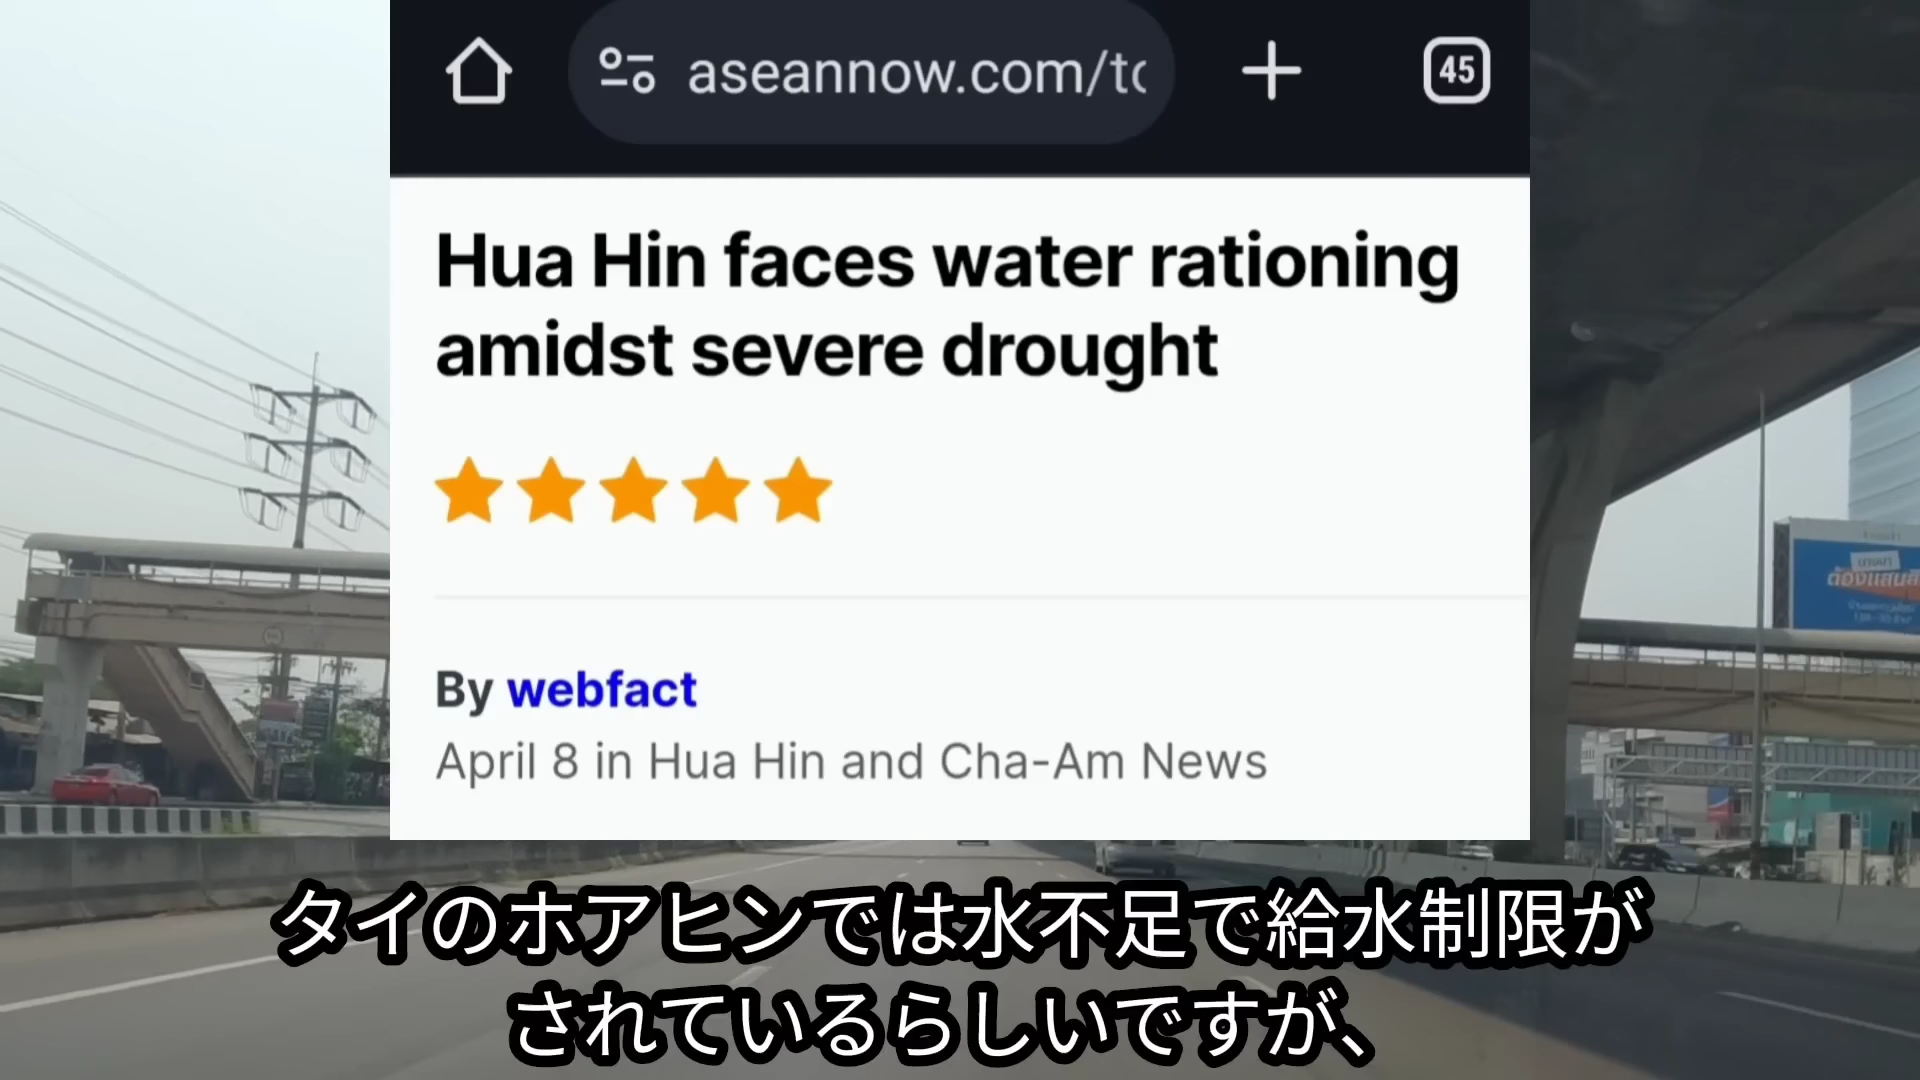 aseannow.com/to
45
Hua Hin faces water rationing
amidst severe drought
By webfact
April 8 in Hua Hin and Cha-Am News
タイのホアヒンでは水不足で給水制限が
されているらしいですが、